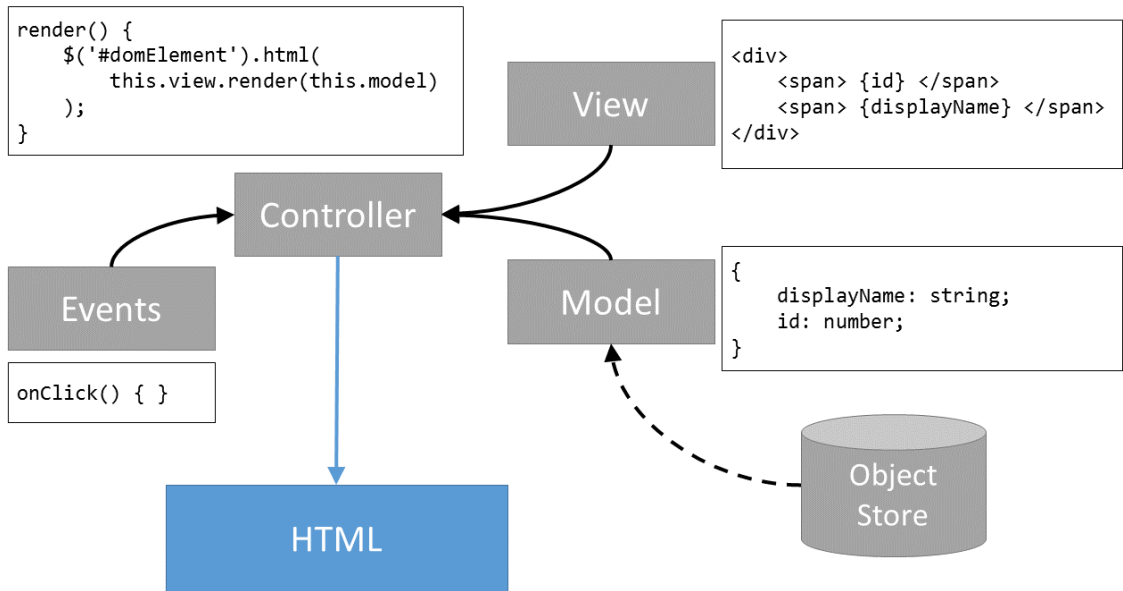 render() {
    $('#domElement').html(
        this.view.render(this.model)
    );
}
View
<div>
    <span> {id} </span>
    <span> {displayName} </span>
</div>
Controller
Events
onClick() { }
Model
{
    displayName: string;
    id: number;
}
Object
Store
HTML